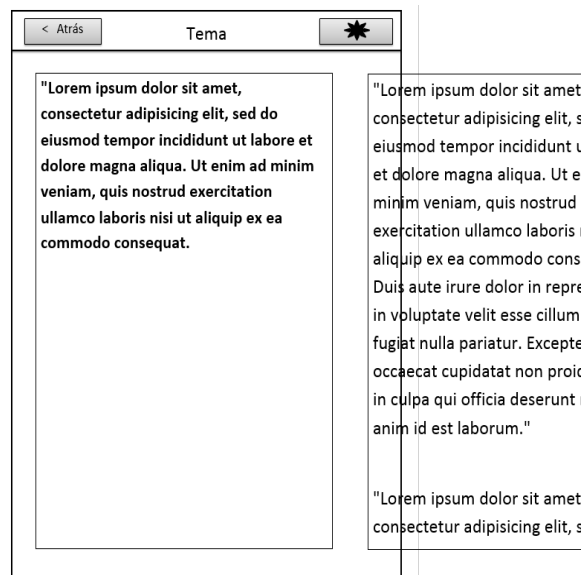 < Atrás
Tema
"Lorem ipsum dolor sit amet,
consectetur adipisicing elit, sed do
eiusmod tempor incididunt ut labore et
dolore magna aliqua. Ut enim ad minim
veniam, quis nostrud exercitation
ullamco laboris nisi ut aliquip ex ea
commodo consequat.
"Lorem ipsum dolor sit amet
consectetur adipisicing elit, s
eiusmod tempor incididunt u
et dolore magna aliqua. Ut e
minim veniam, quis nostrud
exercitation ullamco laboris
aliquip ex ea commodo cons
Duis aute irure dolor in repre
in voluptate velit esse cillum
fugiat nulla pariatur. Excepte
occaecat cupidatat non proid
in culpa qui officia deserunt
anim id est laborum."
"Lorem ipsum dolor sit amet
consectetur adipisicing elit, s